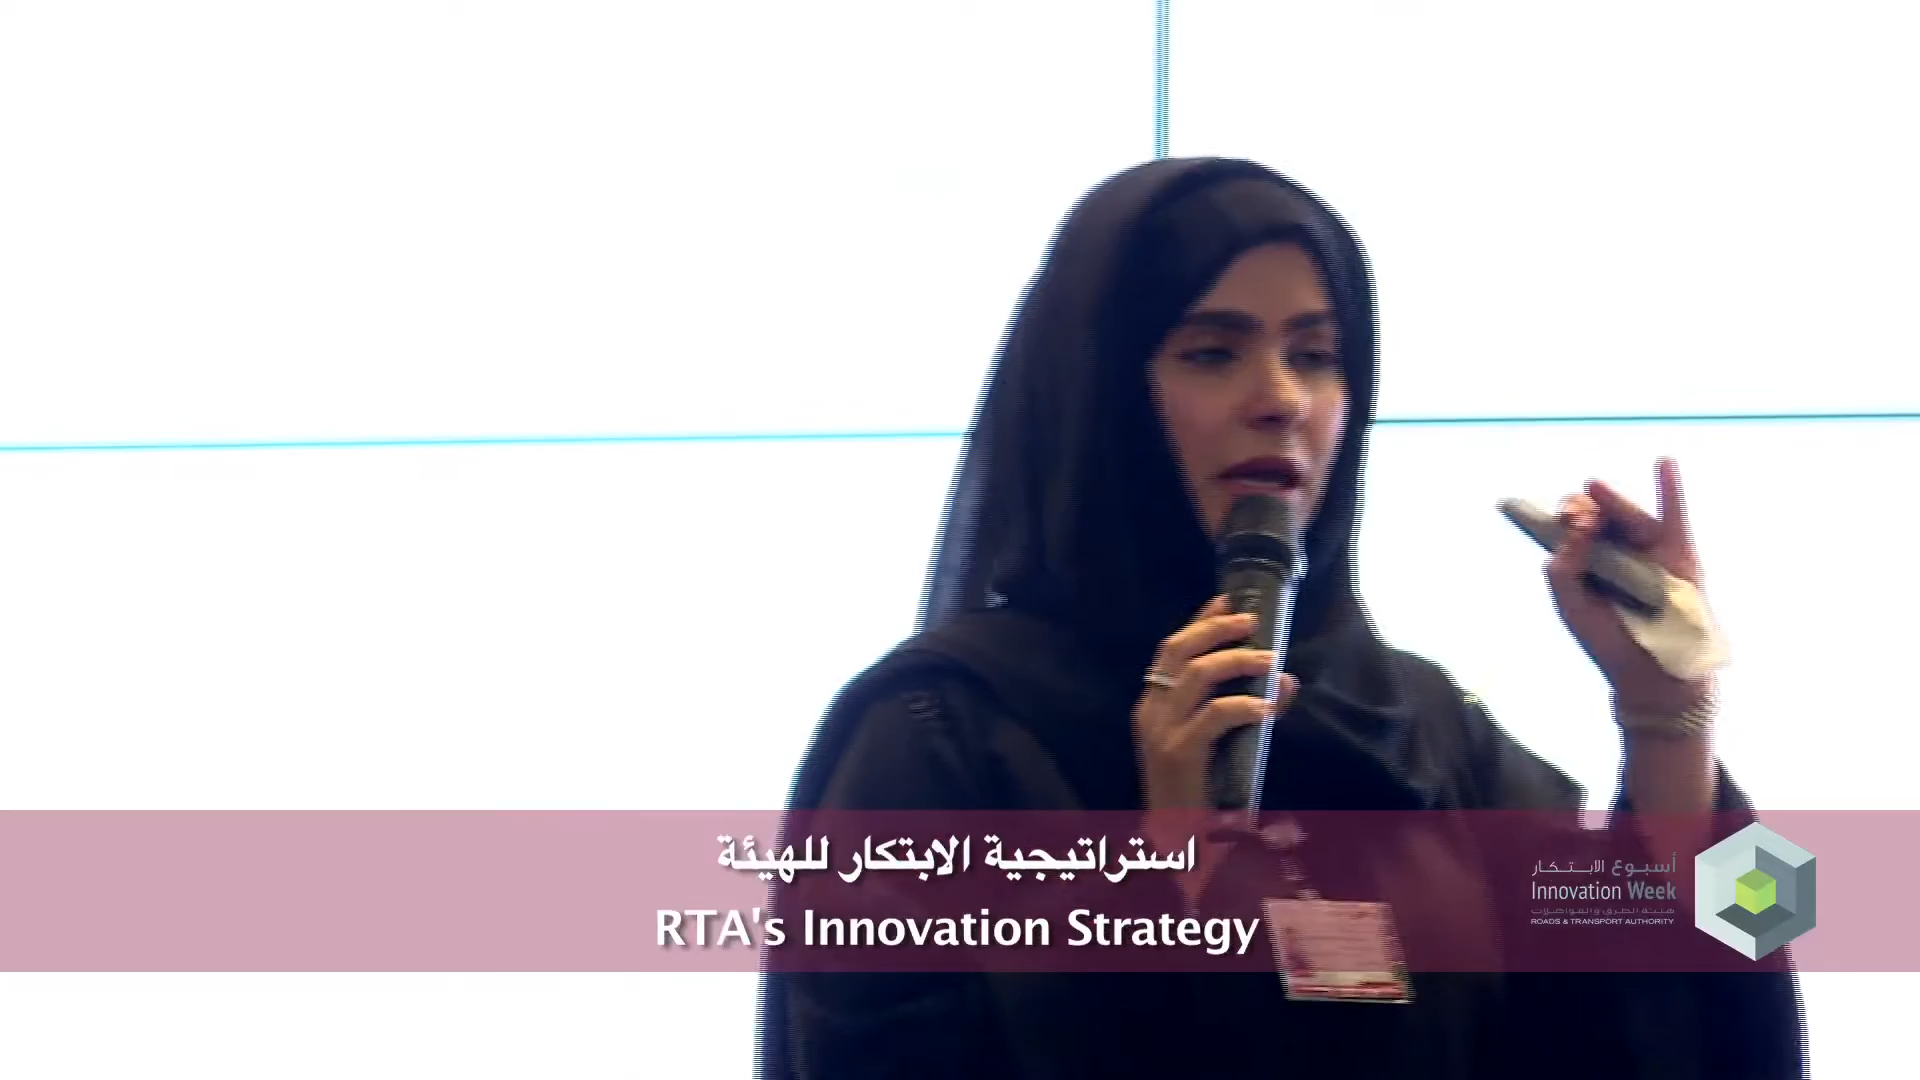 استراتيجية الابتكار للهيئة
RTA's Innovation Strategy
أسبوع الابتكار
Innovation Week
هيئة الطرق والمواصلات
ROADS & TRANSPORT AUTHORITY